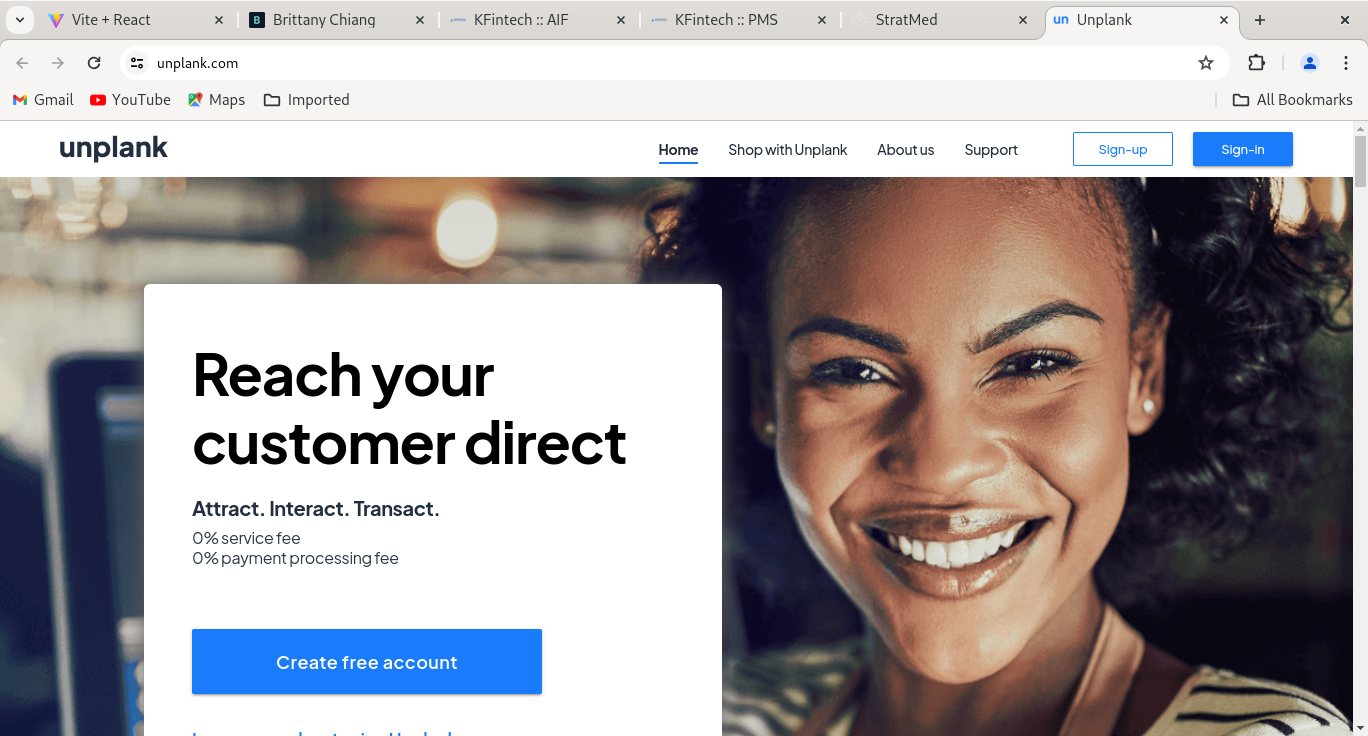 Vite + React
B
Brittany Chiang
KFintech :: AIF
KFintech :: PMS
StratMed
un
Unplank
unplank.com
Gmail
YouTube
Maps
Imported
All Bookmarks
unplank
Home
Shop with Unplank
About us
Support
Sign-up
Sign-in
Reach your
customer direct
Attract. Interact. Transact.
0% service fee
0% payment processing fee
Create free account